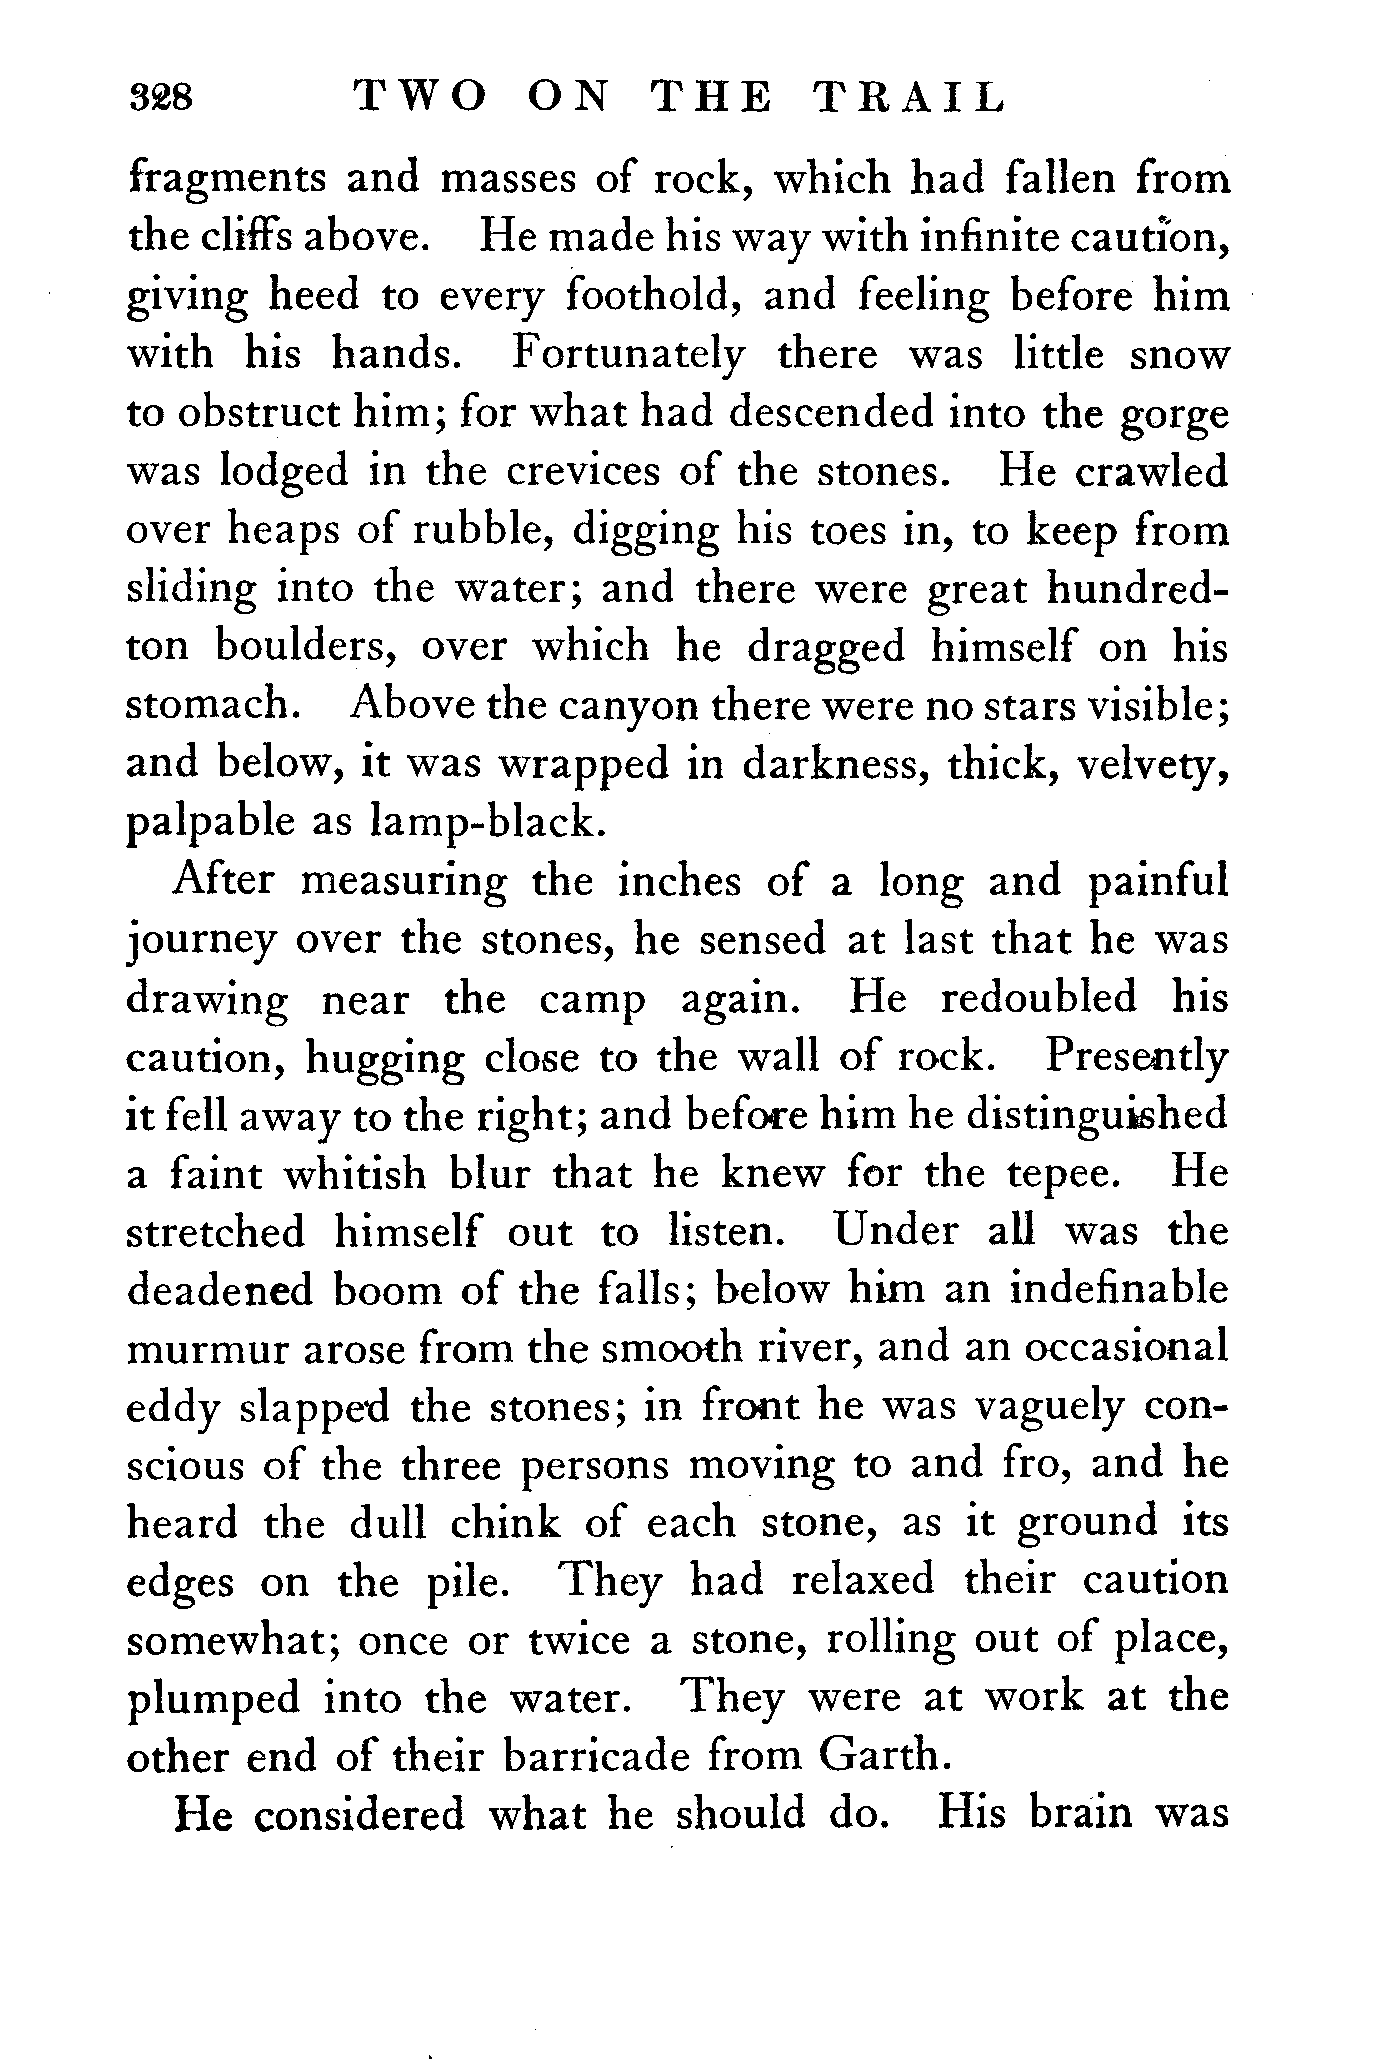 328 TWO ON THE TRAIL
fragments and masses of rock, which had fallen from
the cliffs above. He made his way with infinite caution,
giving heed to every foothold, and feeling before him
with his hands. Fortunately there was little snow
to obstruct him; for what had descended into the gorge
was lodged in the crevices of the stones. He crawled
over heaps of rubble, digging his toes in, to keep from
sliding into the water; and there were great hundred-
ton boulders, over which he dragged himself on his
stomach. Above the canyon there were no stars visible;
and below, it was wrapped in darkness, thick, velvety,
palpable as lamp-black.
After measuring the inches of a long and painful
journey over the stones, he sensed at last that he was
drawing near the camp again. He redoubled his
caution, hugging close to the wall of rock. Presently
it fell away to the right; and before him he distinguished
a faint whitish blur that he knew for the tepee. He
stretched himself out to listen. Under all was the
deadened boom of the falls; below him an indefinable
murmur arose from the smooth river, and an occasional
eddy slapped the stones; in front he was vaguely con-
scious of the three persons moving to and fro, and he
heard the dull chink of each stone, as it ground its
edges on the pile. They had relaxed their caution
somewhat; once or twice a stone, rolling out of place,
plumped into the water. They were at work at the
other end of their barricade from Garth.
He considered what he should do. His brain was